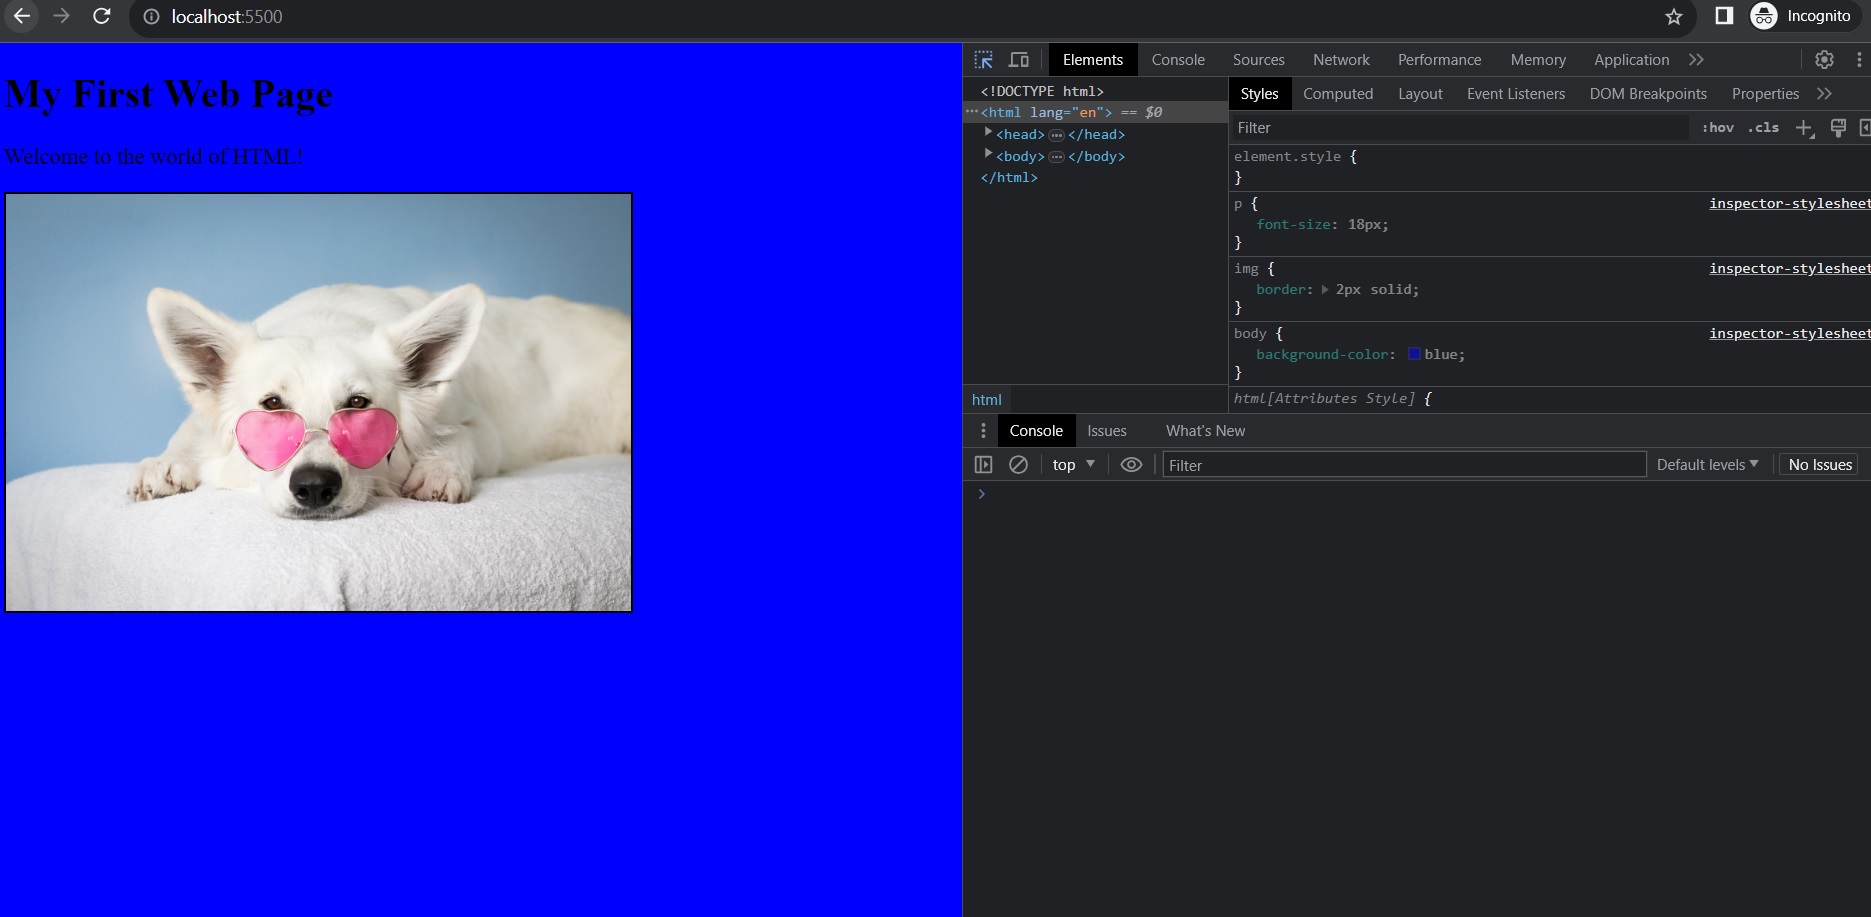 localhost:5500
Incognito
My First Web Page
Welcome to the world of HTML!
Elements Console Sources Network Performance Memory Application
<!DOCTYPE html>
<html lang="en"> == $0
<head> </head>
<body> </body>
</html>
html
Styles Computed Layout Event Listeners DOM Breakpoints Properties
Filter :hov .cls
element.style {
}
p { inspector-stylesheet
font-size: 18px;
}
img { inspector-stylesheet
border: 2px solid;
}
body { inspector-stylesheet
background-color: blue;
}
html[Attributes Style] {
Console Issues What's New
top Filter Default levels No Issues